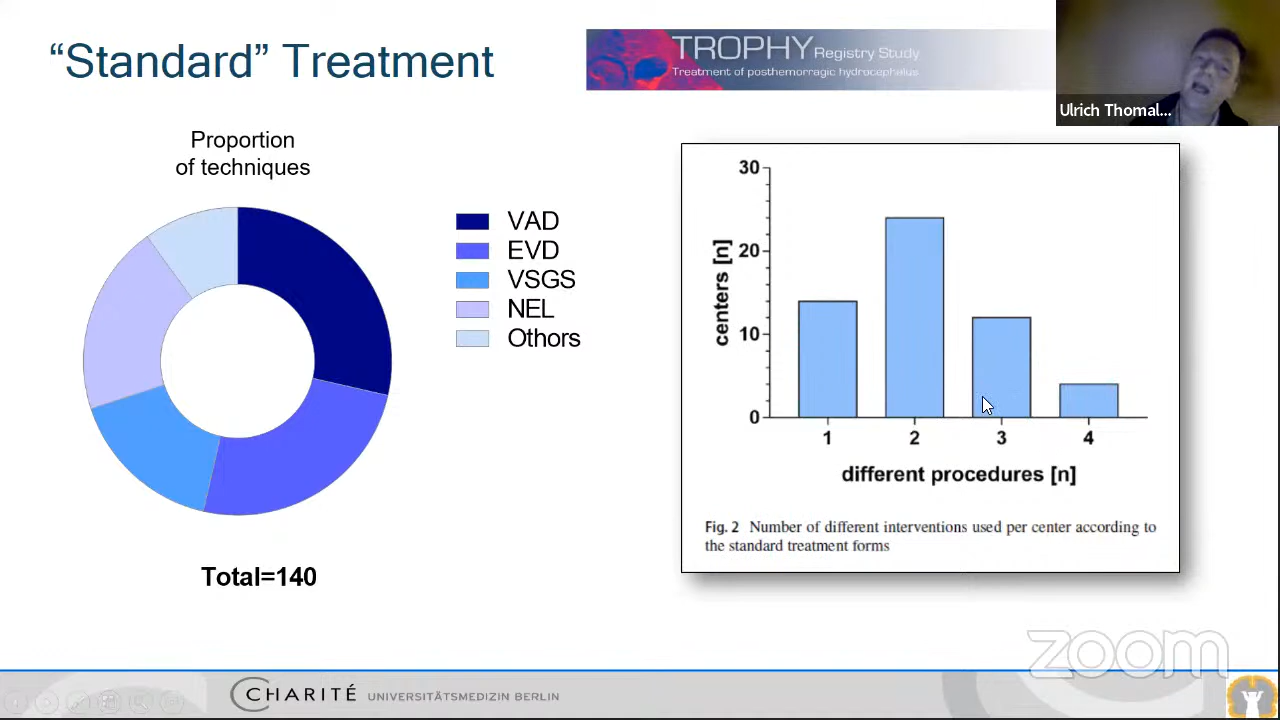 “Standard” Treatment
TROPHY Registry Study
Treatment of posthemorragic hydrocephalus
Ulrich Thomal...
Proportion
of techniques
VAD
EVD
VSGS
NEL
Othors
Total=140
30
20
10
0
centers [n]
1 2 3 4
different procedures [n]
Fig. 2 Number of different interventions used per center according to
the standard treatment forms
zoom
CHARITÉ UNIVERSITÄTSMEDIZIN BERLIN